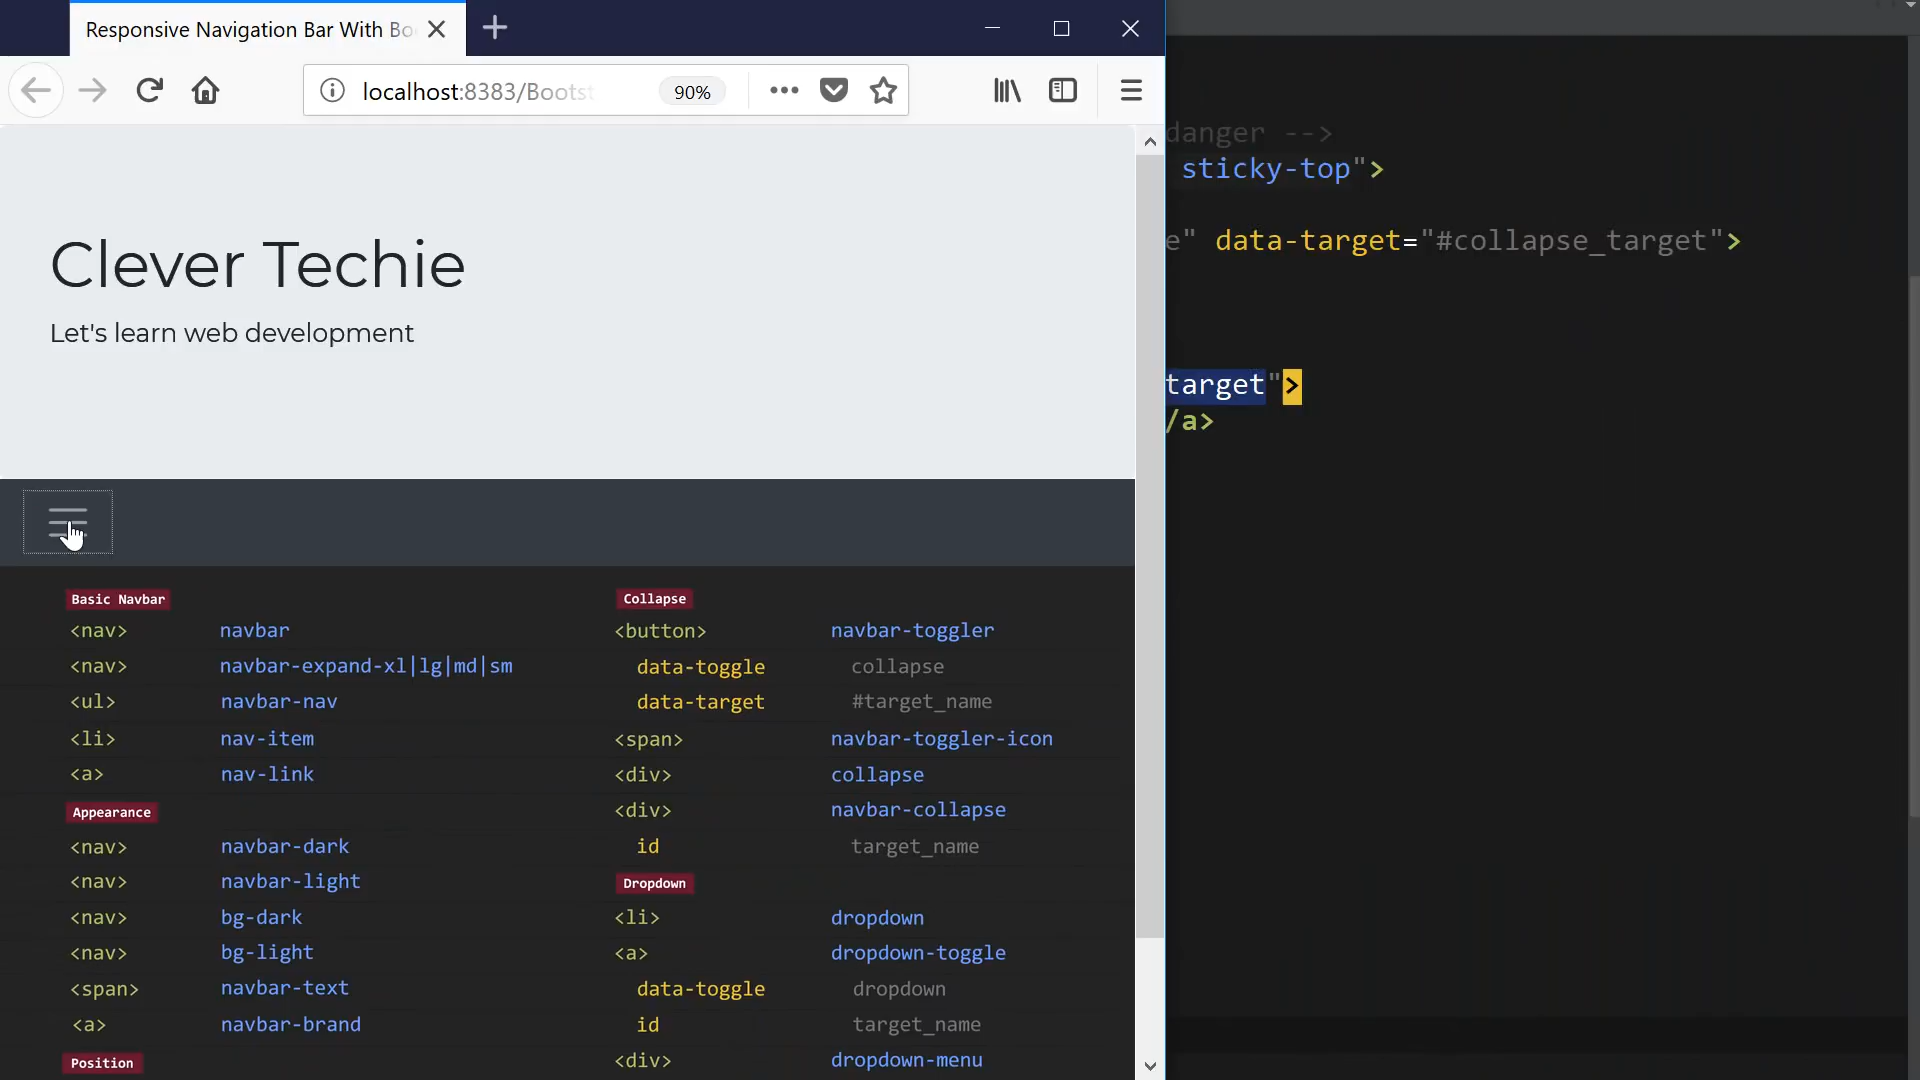 Responsive Navigation Bar With Bo
localhost:8383/Bootst
90%
danger -->
sticky-top">
e" data-target="#collapse_target">
target">
/a>
Clever Techie
Let's learn web development
Basic Navbar
<nav> navbar
<nav> navbar-expand-xl|lg|md|sm
<ul> navbar-nav
<li> nav-item
<a> nav-link
Appearance
<nav> navbar-dark
<nav> navbar-light
<nav> bg-dark
<nav> bg-light
<span> navbar-text
<a> navbar-brand
Position
Collapse
<button> navbar-toggler
data-toggle collapse
data-target #target_name
<span> navbar-toggler-icon
<div> collapse
<div> navbar-collapse
id target_name
Dropdown
<li> dropdown
<a> dropdown-toggle
data-toggle dropdown
id target_name
<div> dropdown-menu